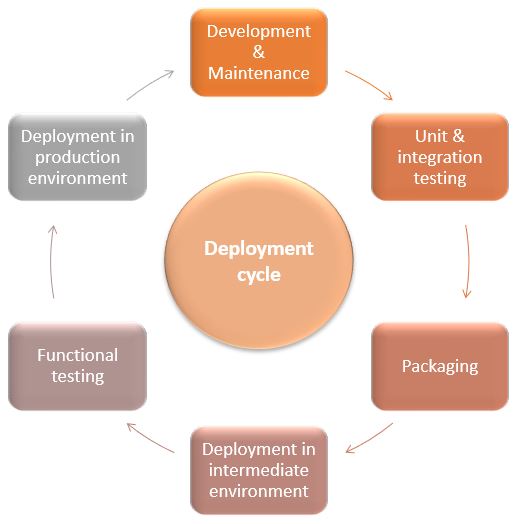 Development
&
Maintenance
Unit &
integration
testing
Packaging
Deployment in
intermediate
environment
Functional
testing
Deployment in
production
environment
Deployment
cycle